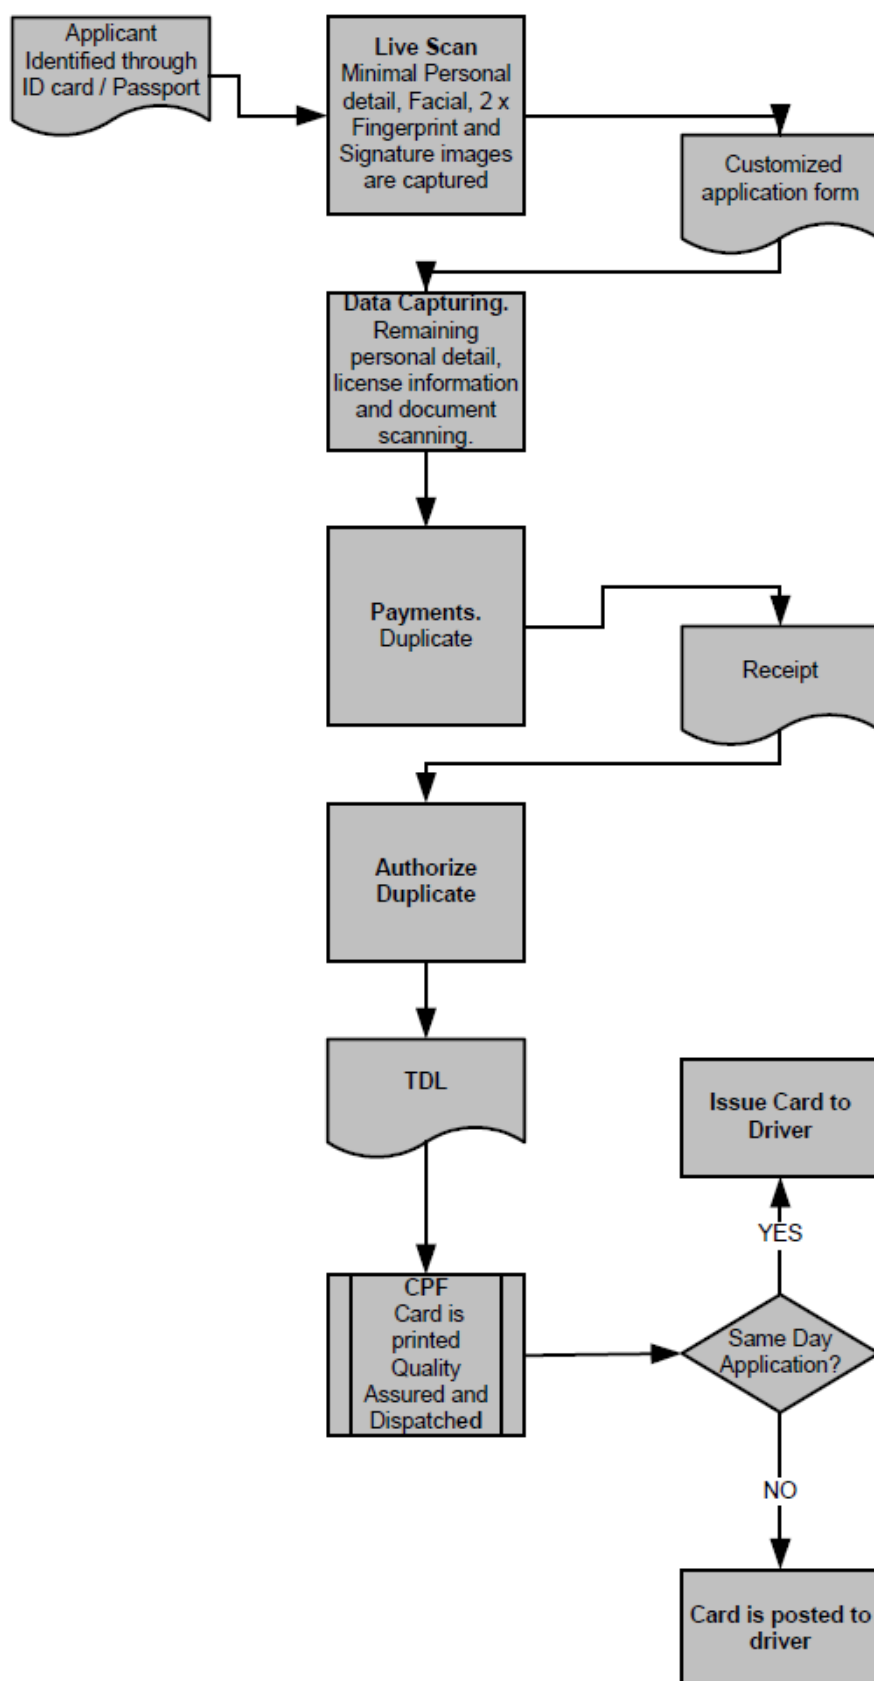 Applicant
Identified through
ID card / Passport
Live Scan
Minimal Personal
detail, Facial, 2 x
Fingerprint and
Signature images
are captured
Customized
application form
Data Capturing.
Remaining
personal detail,
license information
and document
scanning.
Payments.
Duplicate
Receipt
Authorize
Duplicate
TDL
Issue Card to
Driver
YES
CPF
Card is
printed
Quality
Assured and
Dispatched
Same Day
Application?
NO
Card is posted to
driver